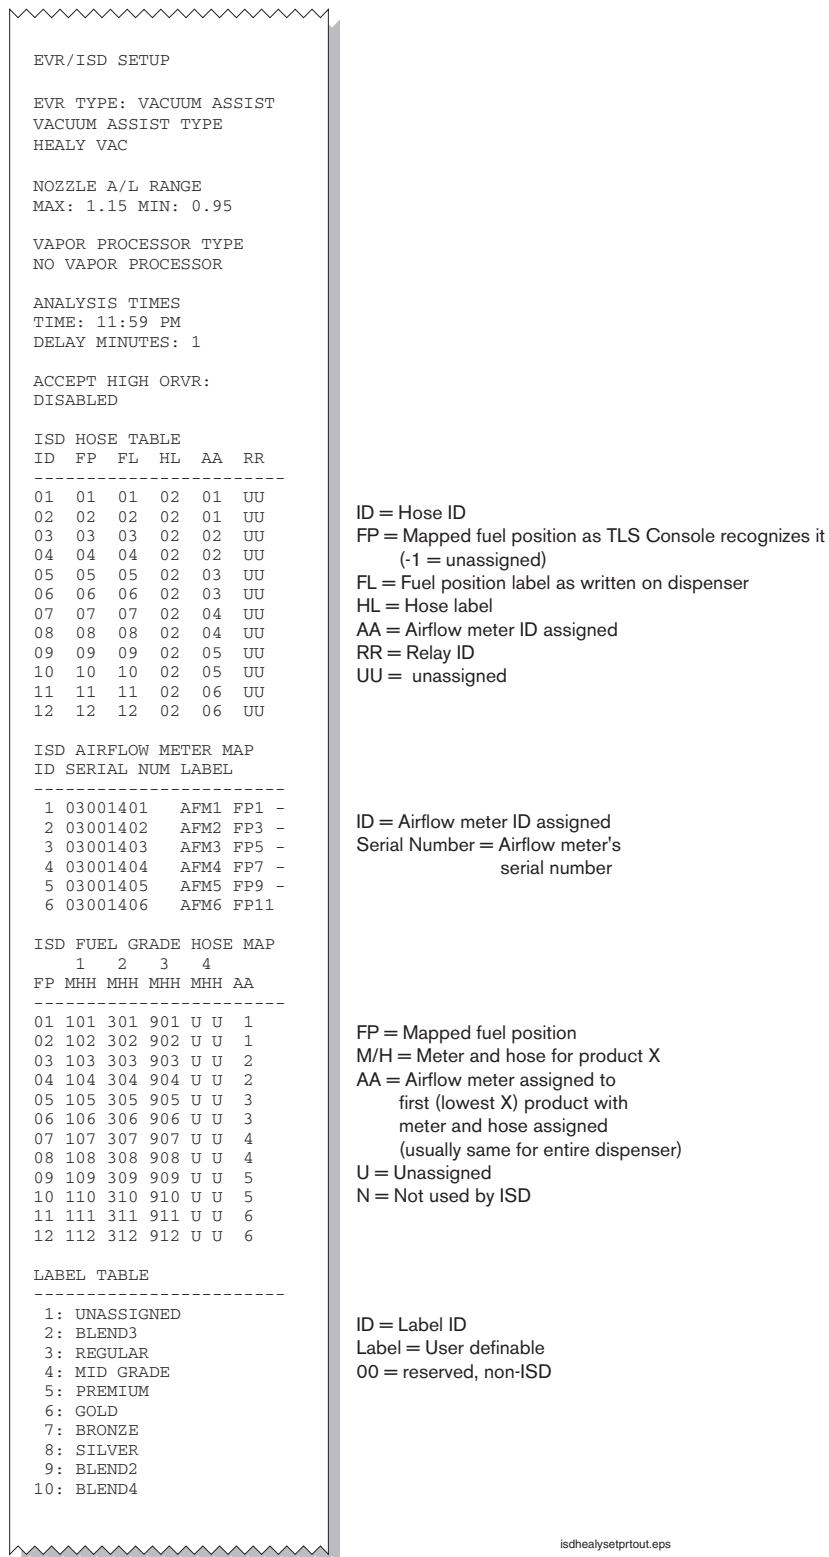 EVR/ISD SETUP
EVR TYPE: VACUUM ASSIST
VACUUM ASSIST TYPE
HEALY VAC
NOZZLE A/L RANGE
MAX: 1.15 MIN: 0.95
VAPOR PROCESSOR TYPE
NO VAPOR PROCESSOR
ANALYSIS TIMES
TIME: 11:59 PM
DELAY MINUTES: 1
ACCEPT HIGH ORVR:
DISABLED
ISD HOSE TABLE
ID FP FL HL AA RR
------------------------
01 01 01 02 01 UU
02 02 02 02 01 UU
03 03 03 02 02 UU
04 04 04 02 02 UU
05 05 05 02 03 UU
06 06 06 02 03 UU
07 07 07 02 04 UU
08 08 08 02 04 UU
09 09 09 02 05 UU
10 10 10 02 05 UU
11 11 11 02 06 UU
12 12 12 02 06 UU
ID = Hose ID
FP = Mapped fuel position as TLS Console recognizes it
(-1 = unassigned)
FL = Fuel position label as written on dispenser
HL = Hose label
AA = Airflow meter ID assigned
RR = Relay ID
UU = unassigned
ISD AIRFLOW METER MAP
ID SERIAL NUM LABEL
------------------------
1 03001401 AFM1 FP1 -
2 03001402 AFM2 FP3 -
3 03001403 AFM3 FP5 -
4 03001404 AFM4 FP7 -
5 03001405 AFM5 FP9 -
6 03001406 AFM6 FP11
ID = Airflow meter ID assigned
Serial Number = Airflow meter's
serial number
ISD FUEL GRADE HOSE MAP
1 2 3 4
FP MHH MHH MHH MHH AA
------------------------
01 101 301 901 U U 1
02 102 302 902 U U 1
03 103 303 903 U U 2
04 104 304 904 U U 2
05 105 305 905 U U 3
06 106 306 906 U U 3
07 107 307 907 U U 4
08 108 308 908 U U 4
09 109 309 909 U U 5
10 110 310 910 U U 5
11 111 311 911 U U 6
12 112 312 912 U U 6
FP = Mapped fuel position
M/H = Meter and hose for product X
AA = Airflow meter assigned to
first (lowest X) product with
meter and hose assigned
(usually same for entire dispenser)
U = Unassigned
N = Not used by ISD
LABEL TABLE
------------------------
1: UNASSIGNED
2: BLEND3
3: REGULAR
4: MID GRADE
5: PREMIUM
6: GOLD
7: BRONZE
8: SILVER
9: BLEND2
10: BLEND4
ID = Label ID
Label = User definable
00 = reserved, non-ISD
isdhealysetprtout.eps